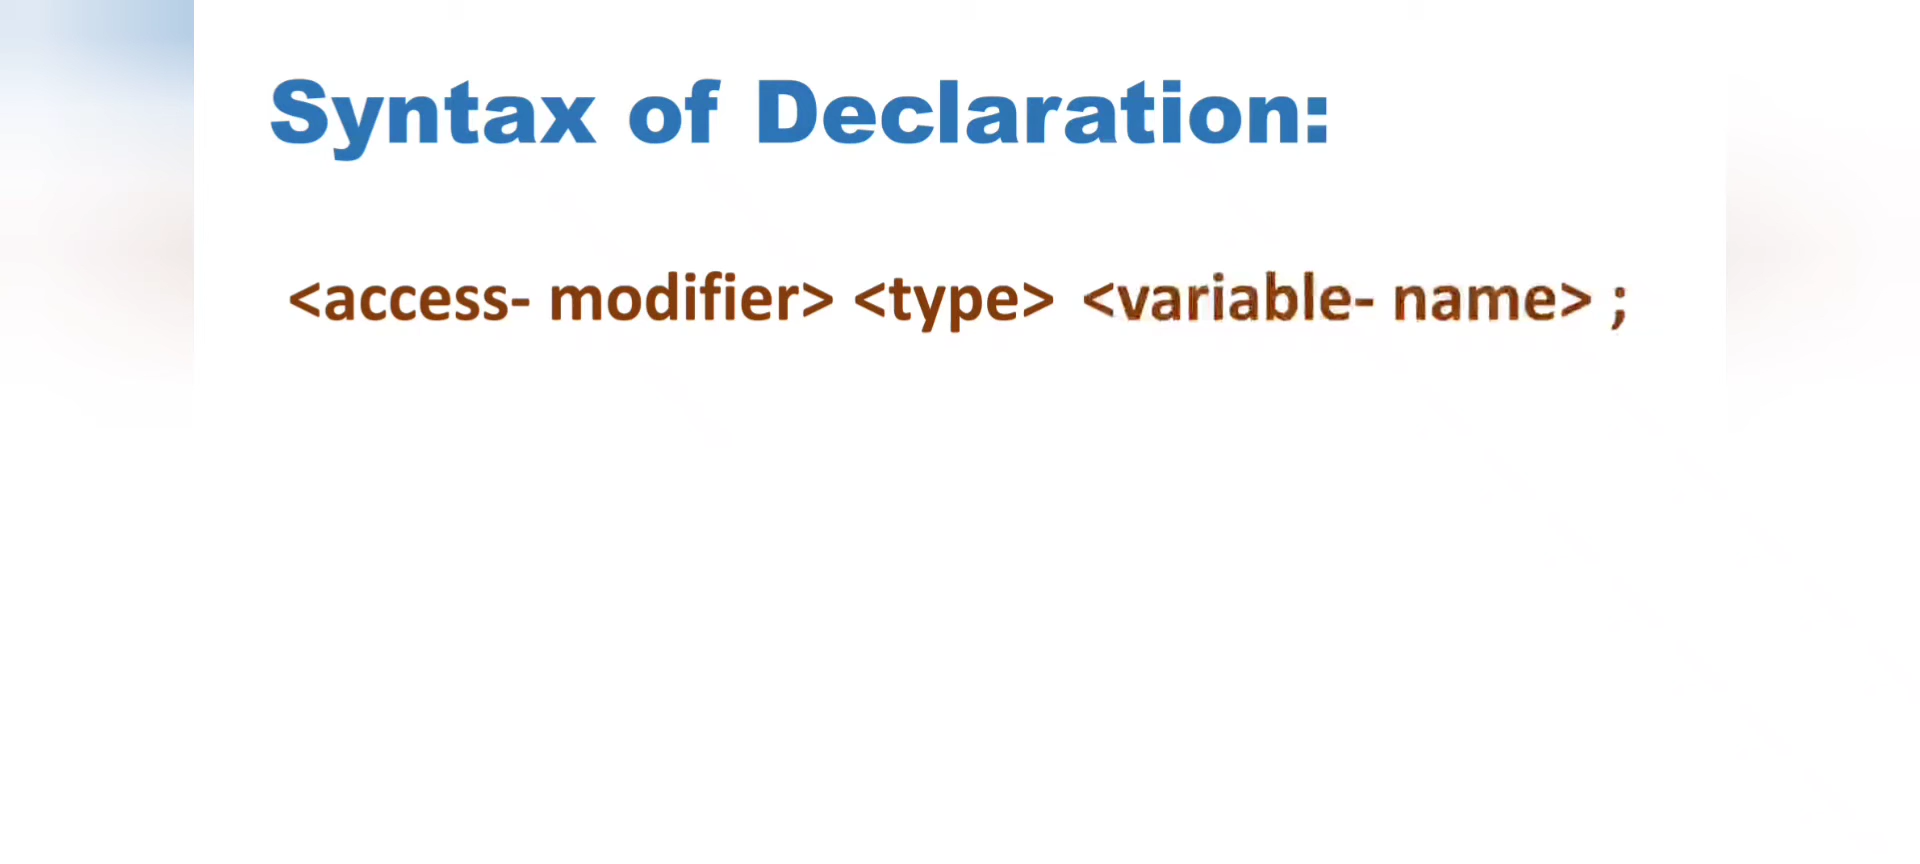 Syntax of Declaration:
<access- modifier> <type> <variable- name> ;